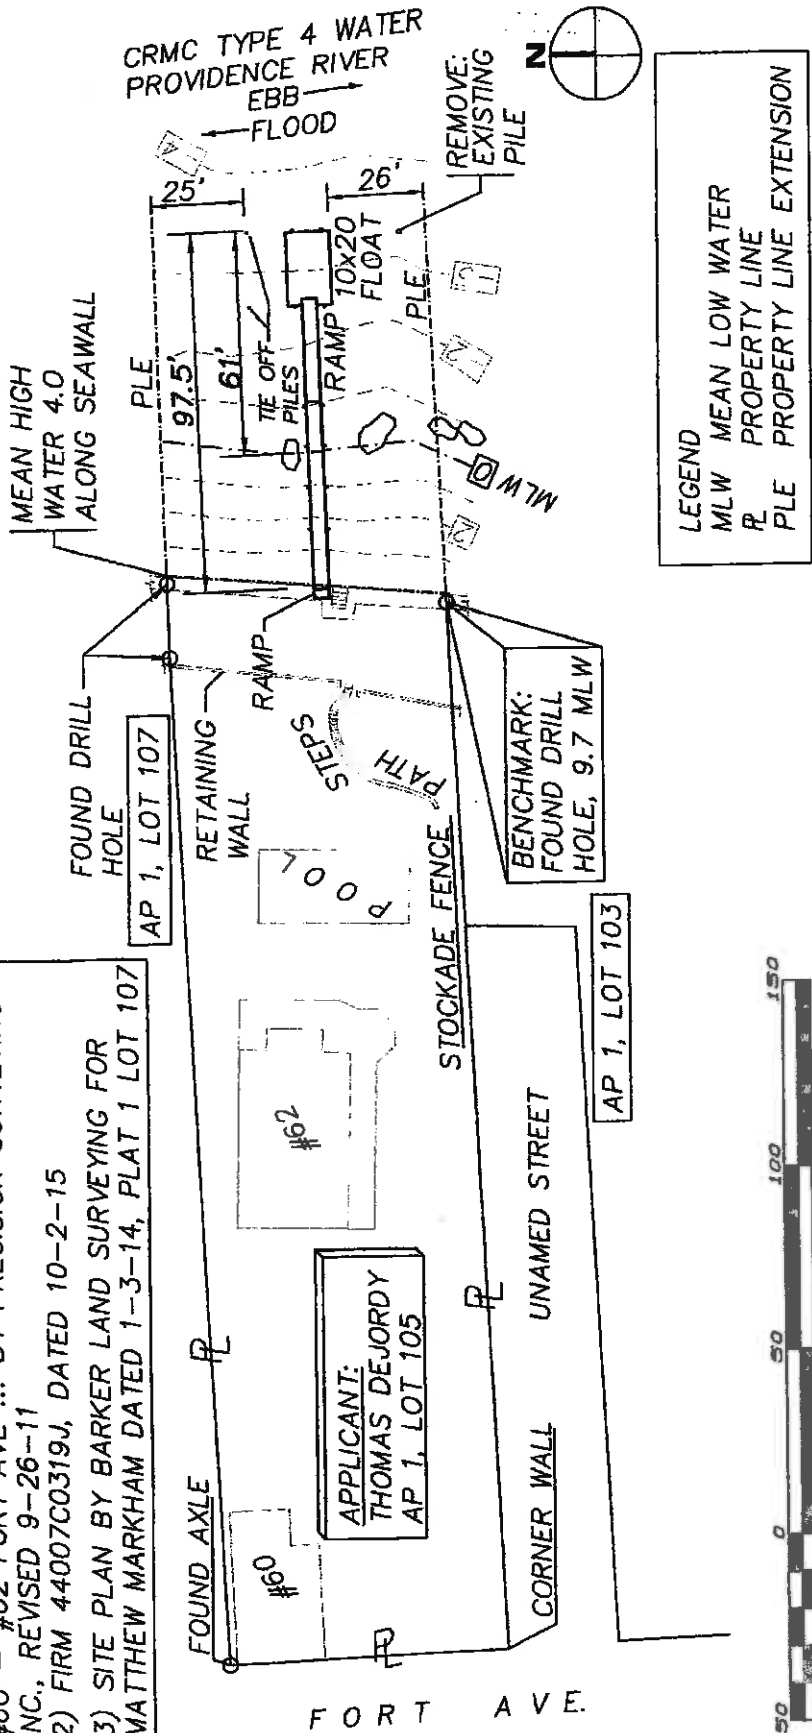 INC., REVISED 9-26-11
2) FIRM 44007C0319J, DATED 10-2-15
3) SITE PLAN BY BARKER LAND SURVEYING FOR
MATTHEW MARKHAM DATED 1-3-14, PLAT 1 LOT 107
MEAN HIGH
WATER 4.0
ALONG SEAWALL
CRMC TYPE 4 WATER
PROVIDENCE RIVER
EBB
FLOOD
N
FOUND DRILL
HOLE
AP 1, LOT 107
PLE
97.5'
61'
25'
26'
4
TIE OFF
PILES
RAMP
10x20
FLOAT
PLE
REMOVE:
EXISTING
PILE
12
2
0
MLW
2
RETAINING
WALL
RAMP
STEPS
PATH
POOL
STOCKADE FENCE
BENCHMARK:
FOUND DRILL
HOLE, 9.7 MLW
AP 1, LOT 103
#62
PL
PL
UNAMED STREET
APPLICANT:
THOMAS DEJORDY
AP 1, LOT 105
FOUND AXLE
#60
PL
CORNER WALL
FORT AVE.
LEGEND
MLW MEAN LOW WATER
PL PROPERTY LINE
PLE PROPERTY LINE EXTENSION
50 0 50 100 150